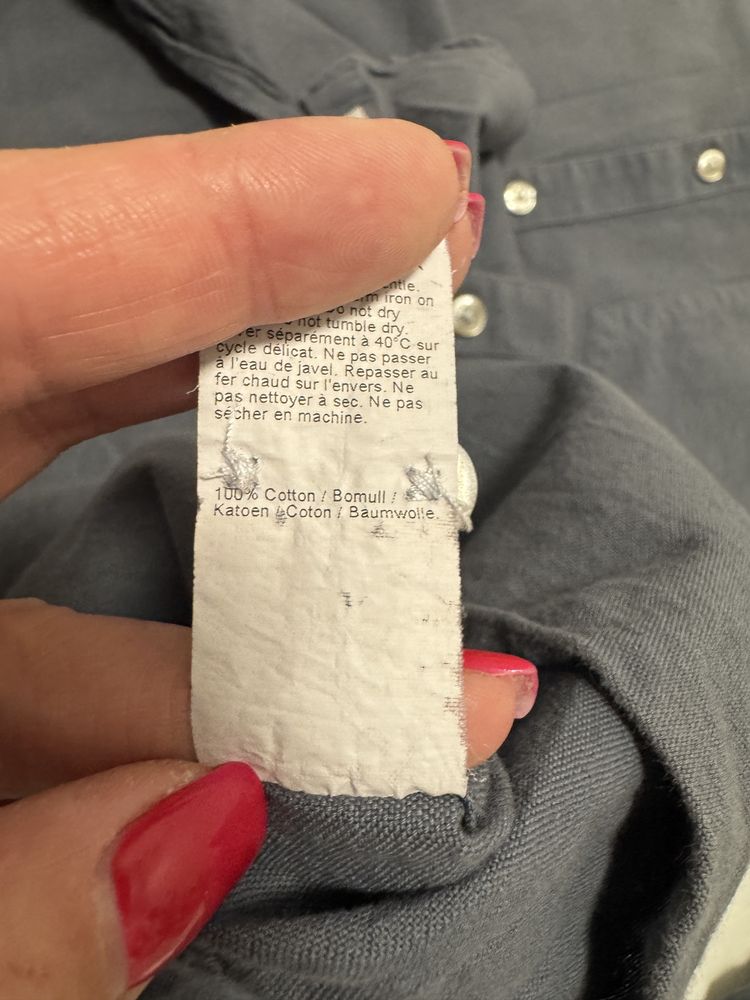 iron on
not dry
not tumble dry.
séparément à 40°C sur
cycle délicat. Ne pas passer
à l'eau de javel. Repasser au
fer chaud sur l'envers. Ne
pas nettoyer à sec. Ne pas
sécher en machine.
100% Cotton / Bomull /
Katoen / Coton / Baumwolle